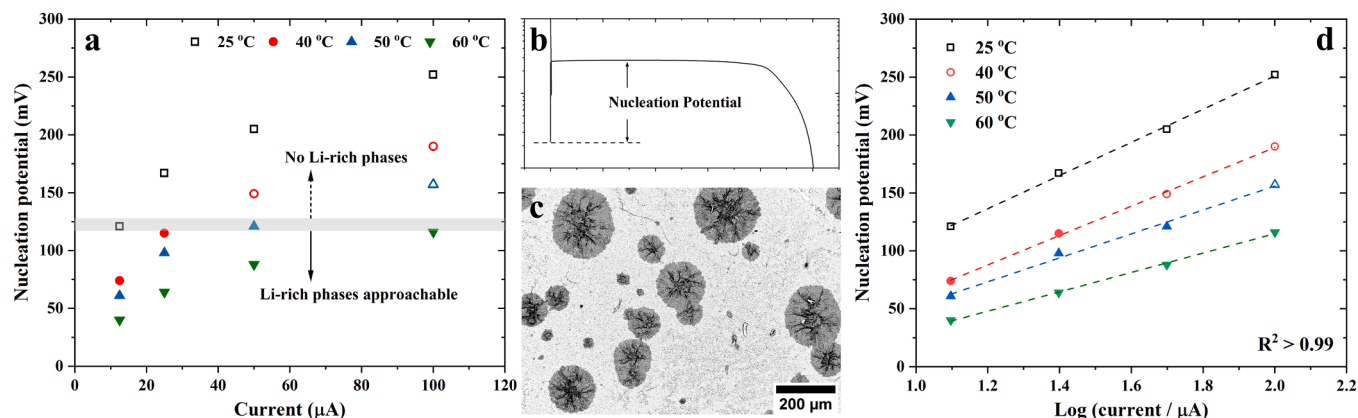 a
25 °C 40 °C 50 °C 60 °C
300
250
200
150
100
50
0
Nucleation potential (mV)
No Li-rich phases
Li-rich phases approachable
0 20 40 60 80 100 120
Current (μA)
b
Nucleation Potential
c
200 μm
d
25 °C
40 °C
50 °C
60 °C
300
250
200
150
100
50
0
Nucleation potential (mV)
R² > 0.99
1.0 1.2 1.4 1.6 1.8 2.0 2.2
Log (current / μA)